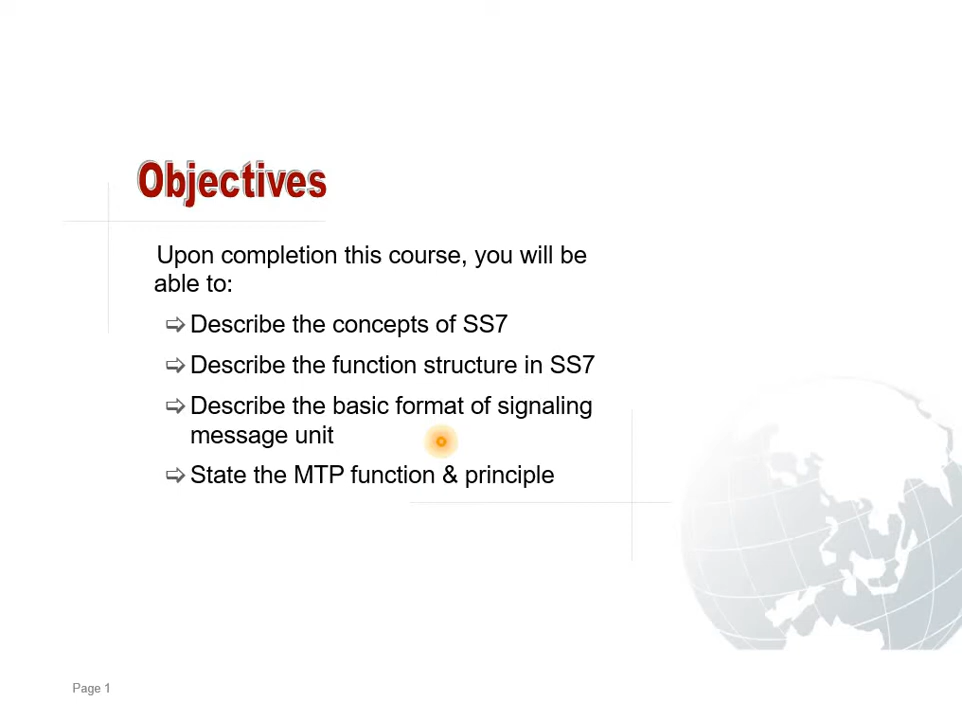 Objectives
Upon completion this course, you will be
able to:
⇨ Describe the concepts of SS7
⇨ Describe the function structure in SS7
⇨ Describe the basic format of signaling
message unit
⇨ State the MTP function & principle
Page 1